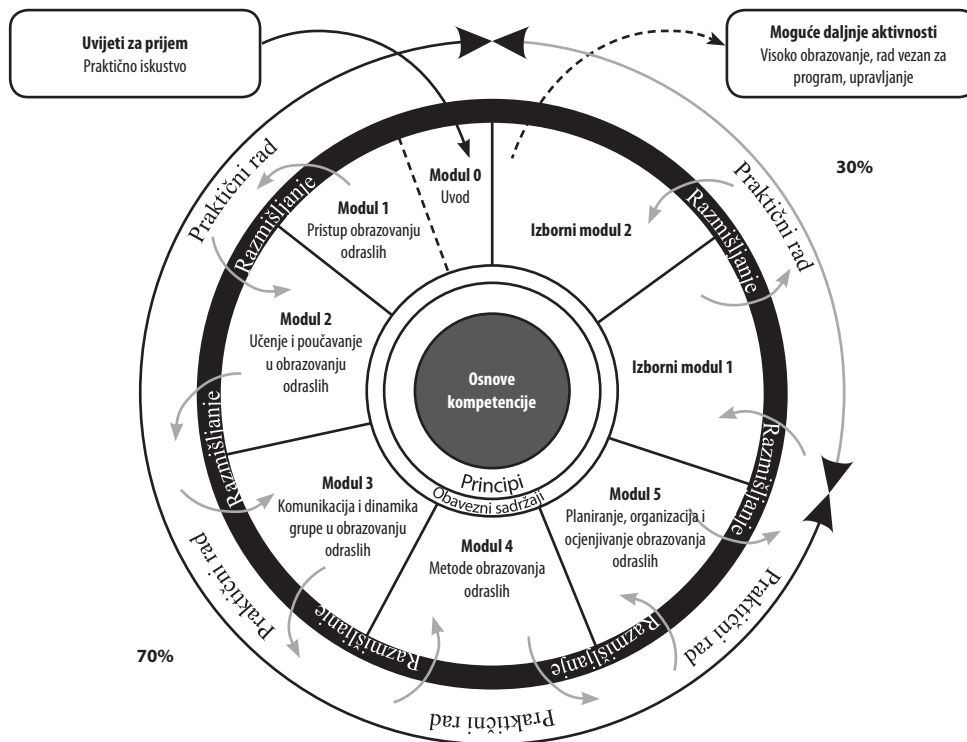 Uvijeti za prijem
Praktično iskustvo
Moguće daljnje aktivnosti
Visoko obrazovanje, rad vezan za
program, upravljanje
30%
70%
Modul 0
Uvod
Modul 1
Pristup obrazovanju
odraslih
Modul 2
Učenje i poučavanje
u obrazovanju
odraslih
Modul 3
Komunikacija i dinamika
grupe u obrazovanju
odraslih
Modul 4
Metode obrazovanja
odraslih
Modul 5
Planiranje, organizacija i
ocjenjivanje obrazovanja
odraslih
Izborni modul 1
Izborni modul 2
Osnove
kompetencije
Principi
Obavezni sadržaji
Razmišljanje
Razmišljanje
Razmišljanje
Razmišljanje
Razmišljanje
Razmišljanje
Praktični rad
Praktični rad
Praktični rad
Praktični rad
Praktični rad